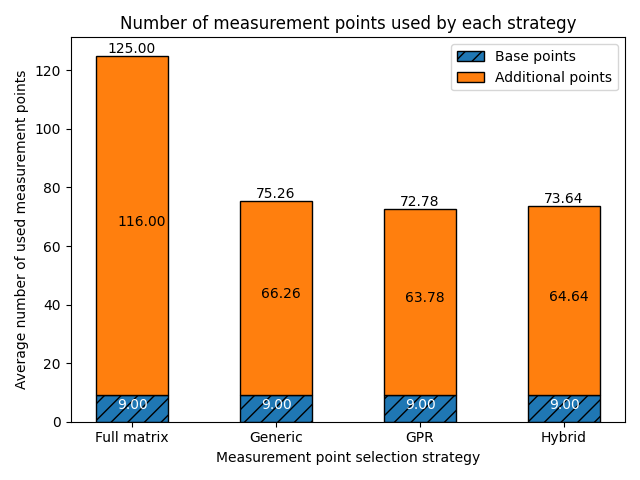 Number of measurement points used by each strategy
Average number of used measurement points
120
100
80
60
40
20
0
125.00
75.26
72.78
73.64
116.00
66.26
63.78
64.64
9.00
9.00
9.00
9.00
Base points
Additional points
Full matrix
Generic
GPR
Hybrid
Measurement point selection strategy